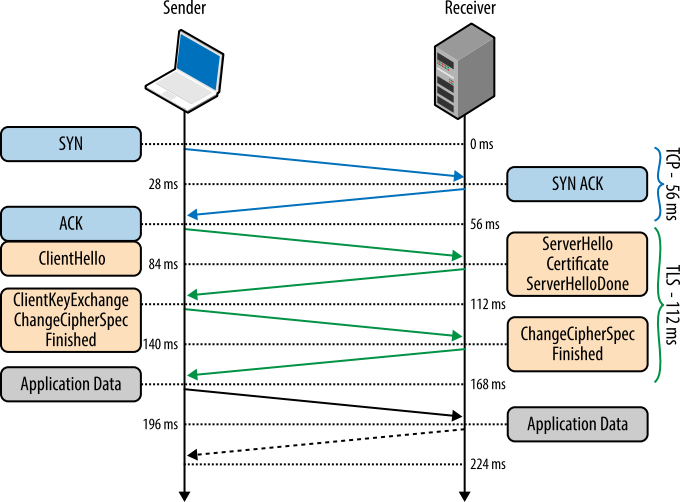 Sender
Receiver
SYN
0 ms
28 ms
SYN ACK
TCP - 56 ms
ACK
56 ms
ClientHello
84 ms
ServerHello
Certificate
ServerHelloDone
TLS - 112 ms
ClientKeyExchange
ChangeCipherSpec
Finished
112 ms
140 ms
ChangeCipherSpec
Finished
Application Data
168 ms
196 ms
Application Data
224 ms